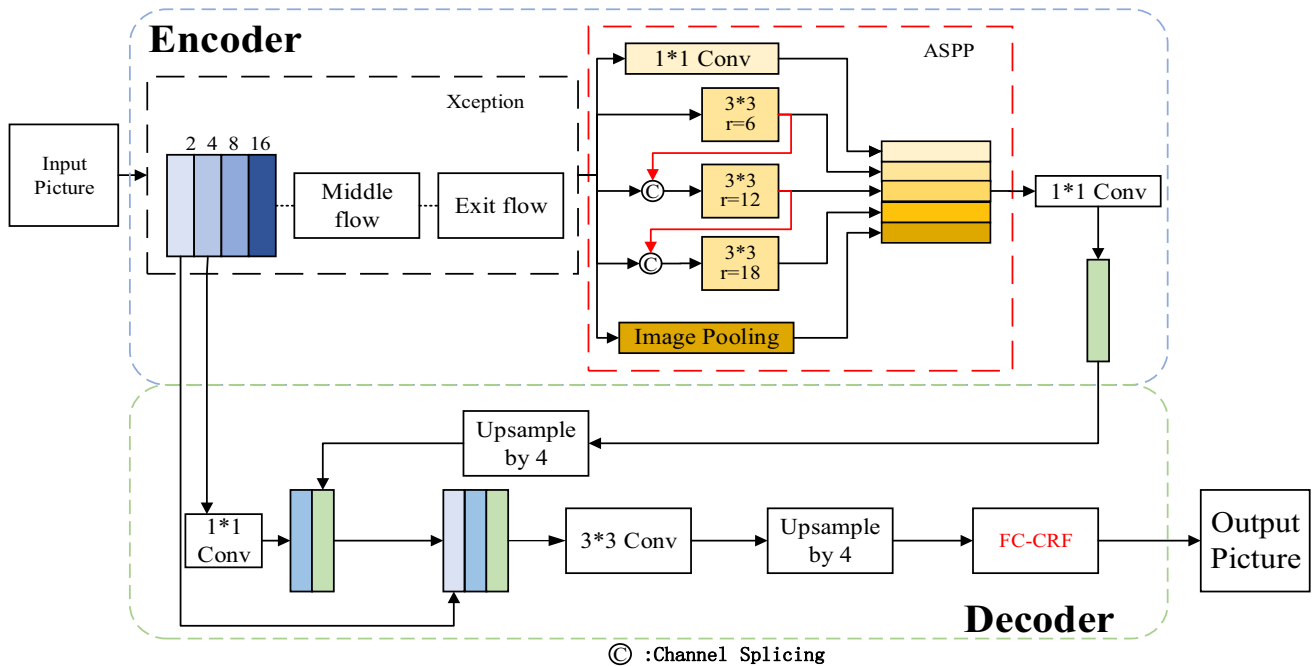 Encoder
ASPP
Xception
1*1 Conv
3*3
r=6
3*3
r=12
3*3
r=18
Image Pooling
Input
Picture
2 4 8 16
Middle
flow
Exit flow
C
C
1*1 Conv
Upsample
by 4
1*1
Conv
3*3 Conv
Upsample
by 4
FC-CRF
Output
Picture
Decoder
C :Channel Splicing